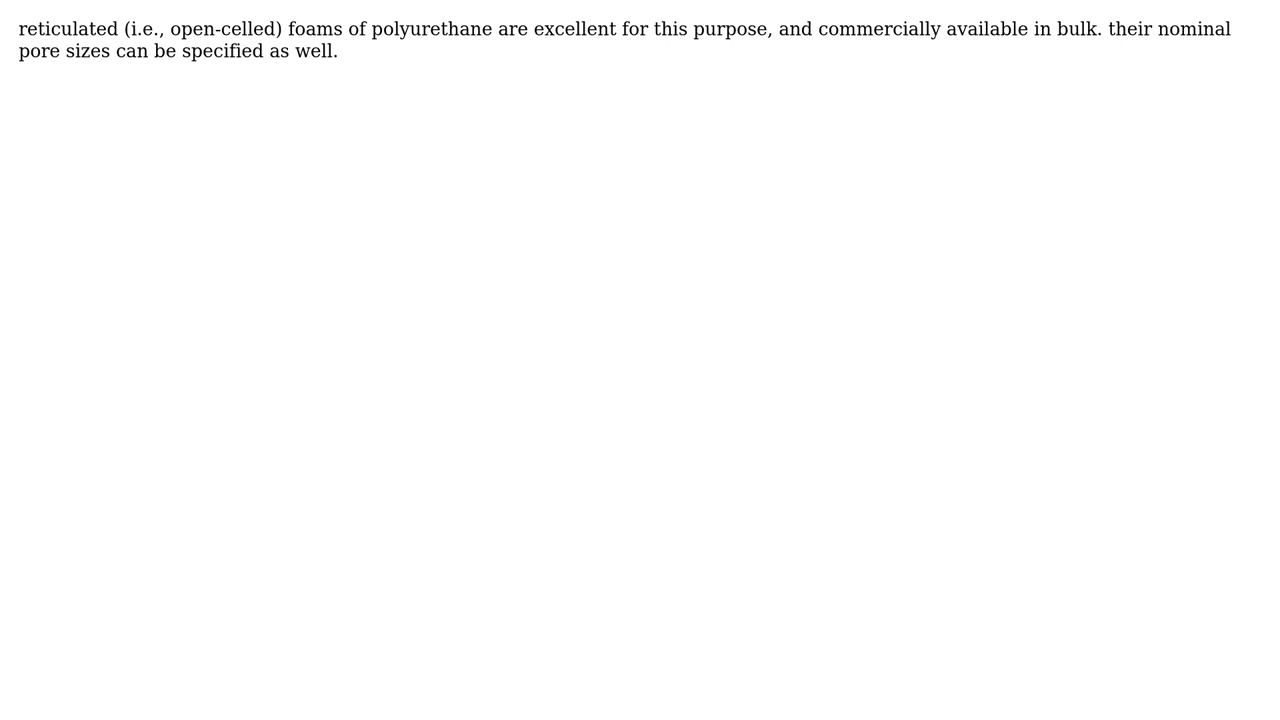 reticulated (i.e., open-celled) foams of polyurethane are excellent for this purpose, and commercially available in bulk. their nominal
pore sizes can be specified as well.